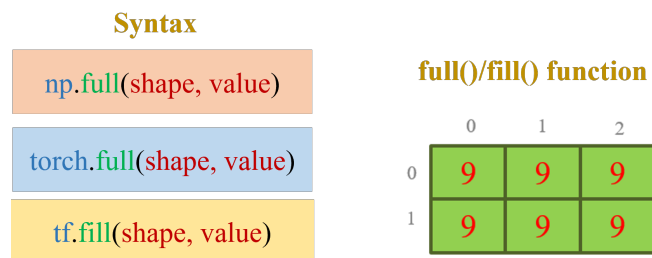 Syntax
np.full(shape, value)
torch.full(shape, value)
tf.fill(shape, value)
full()/fill() function
0 1 2
0 9 9 9
1 9 9 9